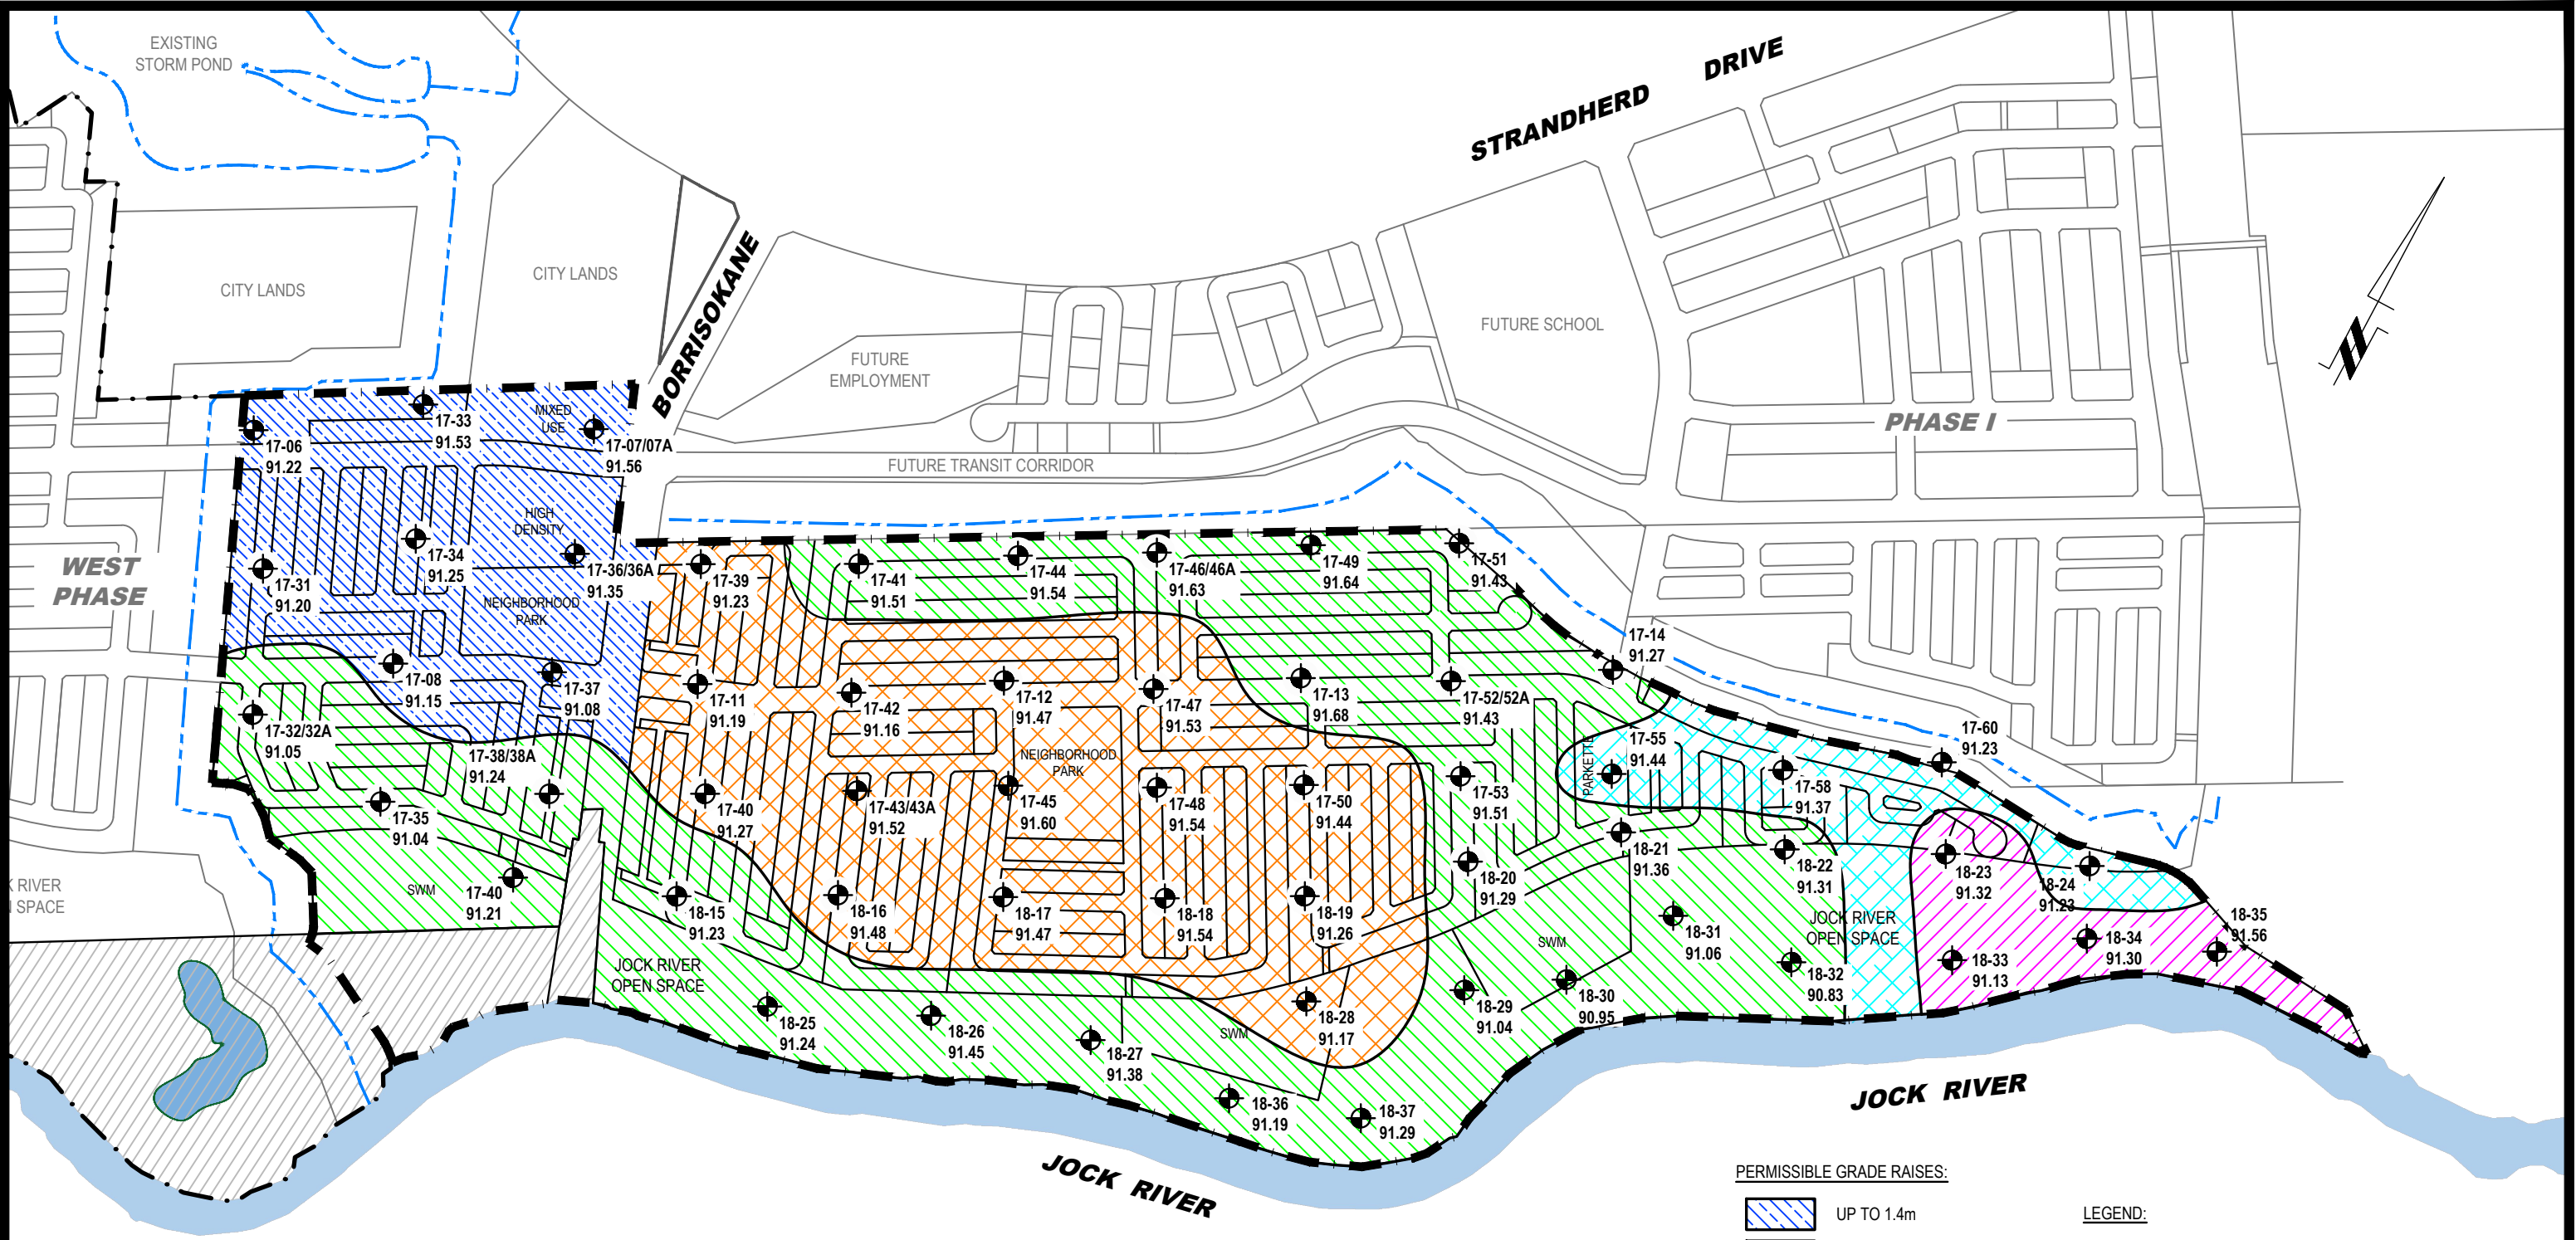 EXISTING
STORM POND
STRANDHERD DRIVE
CITY LANDS
CITY LANDS
BORRISOKANE
FUTURE
EMPLOYMENT
FUTURE SCHOOL
PHASE I
FUTURE TRANSIT CORRIDOR
WEST
PHASE
MIXED
USE
17-33
91.53
17-06
91.22
17-07/07A
91.56
HIGH
DENSITY
17-34
91.25
17-36/36A
91.35
17-31
91.20
NEIGHBORHOOD
PARK
17-39
91.23
17-41
91.51
17-44
91.54
17-46/46A
91.63
17-49
91.64
17-51
91.43
17-14
91.27
17-08
91.15
17-37
91.08
17-11
91.19
17-42
91.16
17-12
91.47
17-47
91.53
17-13
91.68
17-52/52A
91.43
17-32/32A
91.05
17-38/38A
91.24
NEIGHBORHOOD
PARK
PARKETTE
17-55
91.44
17-60
91.23
17-58
91.37
17-35
91.04
17-40
91.27
17-43/43A
91.52
17-45
91.60
17-48
91.54
17-50
91.44
17-53
91.51
18-21
91.36
18-22
91.31
18-23
91.32
18-24
91.23
K RIVER
SPACE
SWM
17-40
91.21
18-15
91.23
18-16
91.48
18-17
91.47
18-18
91.54
18-19
91.26
18-20
91.29
18-31
91.06
JOCK RIVER
OPEN SPACE
18-35
91.56
SWM
18-34
91.30
18-33
91.13
18-32
90.83
JOCK RIVER
OPEN SPACE
18-25
91.24
18-26
91.45
18-27
91.38
SWM
18-28
91.17
18-29
91.04
18-30
90.95
18-36
91.19
18-37
91.29
JOCK RIVER
JOCK RIVER
PERMISSIBLE GRADE RAISES:
UP TO 1.4m
LEGEND: